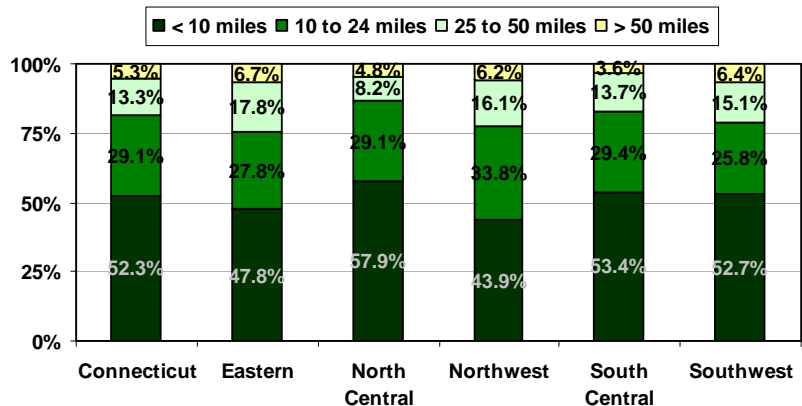 < 10 miles 10 to 24 miles 25 to 50 miles > 50 miles
100%
75%
50%
25%
0%
5.3% 6.7% 4.8% 6.2% 3.6% 6.4%
13.3% 17.8% 8.2% 16.1% 13.7% 15.1%
29.1% 27.8% 29.1% 33.8% 29.4% 25.8%
52.3% 47.8% 57.9% 43.9% 53.4% 52.7%
Connecticut Eastern North Northwest South Southwest
Central Central